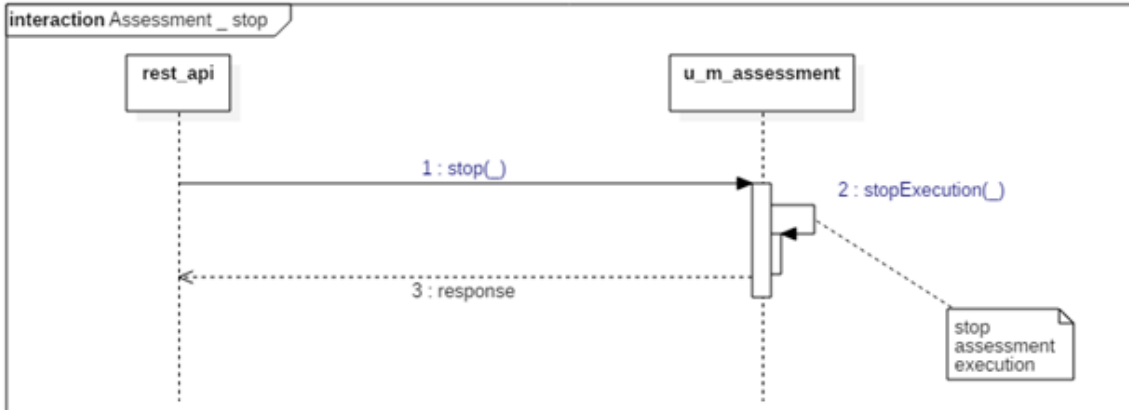 interaction Assessment _ stop
rest_api
u_m_assessment
1 : stop(_)
2 : stopExecution(_)
3 : response
stop
assessment
execution